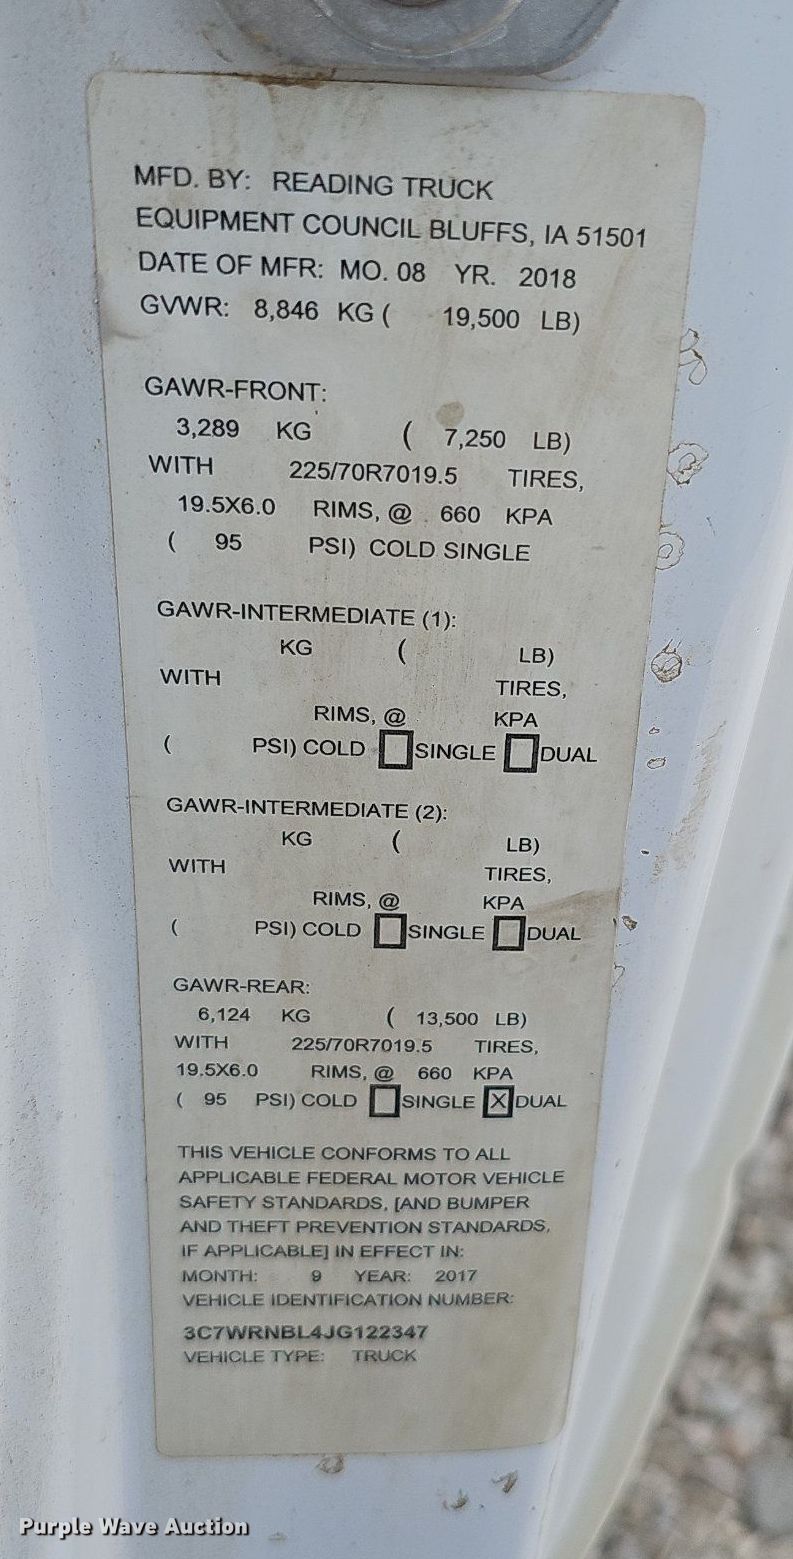 MFD. BY: READING TRUCK
EQUIPMENT COUNCIL BLUFFS, IA 51501
DATE OF MFR: MO. 08 YR. 2018
GVWR: 8,846 KG ( 19,500 LB)
GAWR-FRONT:
3,289 KG ( 7,250 LB)
WITH 225/70R7019.5 TIRES,
19.5X6.0 RIMS, @ 660 KPA
( 95 PSI) COLD SINGLE
GAWR-INTERMEDIATE (1):
KG ( LB)
WITH TIRES,
RIMS, @ KPA
( PSI) COLD SINGLE DUAL
GAWR-INTERMEDIATE (2):
KG ( LB)
WITH TIRES,
RIMS, @ KPA
( PSI) COLD SINGLE DUAL
GAWR-REAR:
6,124 KG ( 13,500 LB)
WITH 225/70R7019.5 TIRES,
19.5X6.0 RIMS, @ 660 KPA
( 95 PSI) COLD SINGLE X DUAL
THIS VEHICLE CONFORMS TO ALL
APPLICABLE FEDERAL MOTOR VEHICLE
SAFETY STANDARDS, [AND BUMPER
AND THEFT PREVENTION STANDARDS,
IF APPLICABLE] IN EFFECT IN:
MONTH: 9 YEAR: 2017
VEHICLE IDENTIFICATION NUMBER:
3C7WRNBL4JG122347
VEHICLE TYPE: TRUCK
Purple Wave Auction